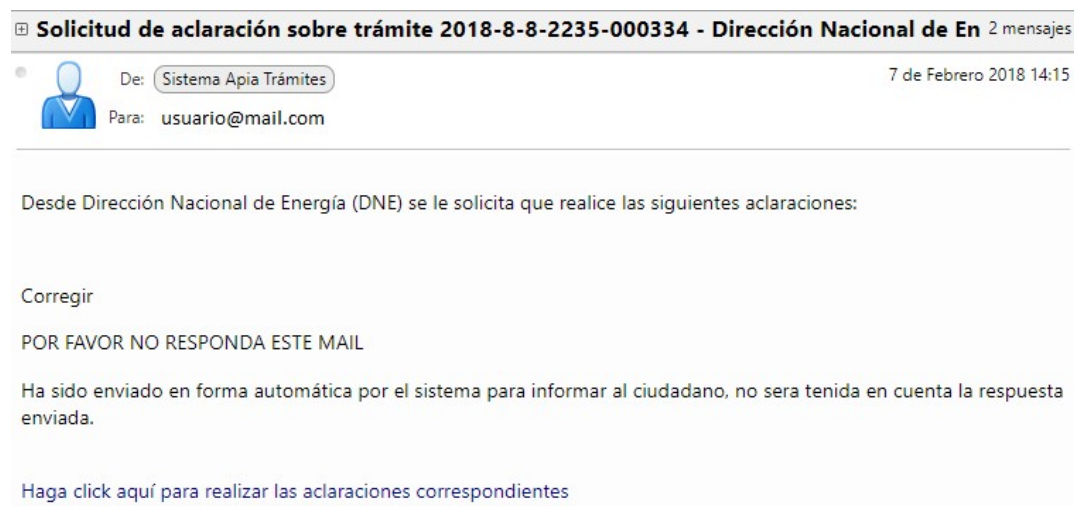 Solicitud de aclaración sobre trámite 2018-8-8-2235-000334 - Dirección Nacional de En 2 mensajes
De: Sistema Apia Trámites 7 de Febrero 2018 14:15
Para: usuario@mail.com
Desde Dirección Nacional de Energía (DNE) se le solicita que realice las siguientes aclaraciones:
Corregir
POR FAVOR NO RESPONDA ESTE MAIL
Ha sido enviado en forma automática por el sistema para informar al ciudadano, no sera tenida en cuenta la respuesta
enviada.
Haga click aquí para realizar las aclaraciones correspondientes